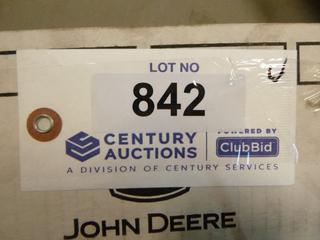 LOT NO
842
CENTURY AUCTIONS
POWERED BY
ClubBid
A DIVISION OF CENTURY SERVICES
JOHN DEERE